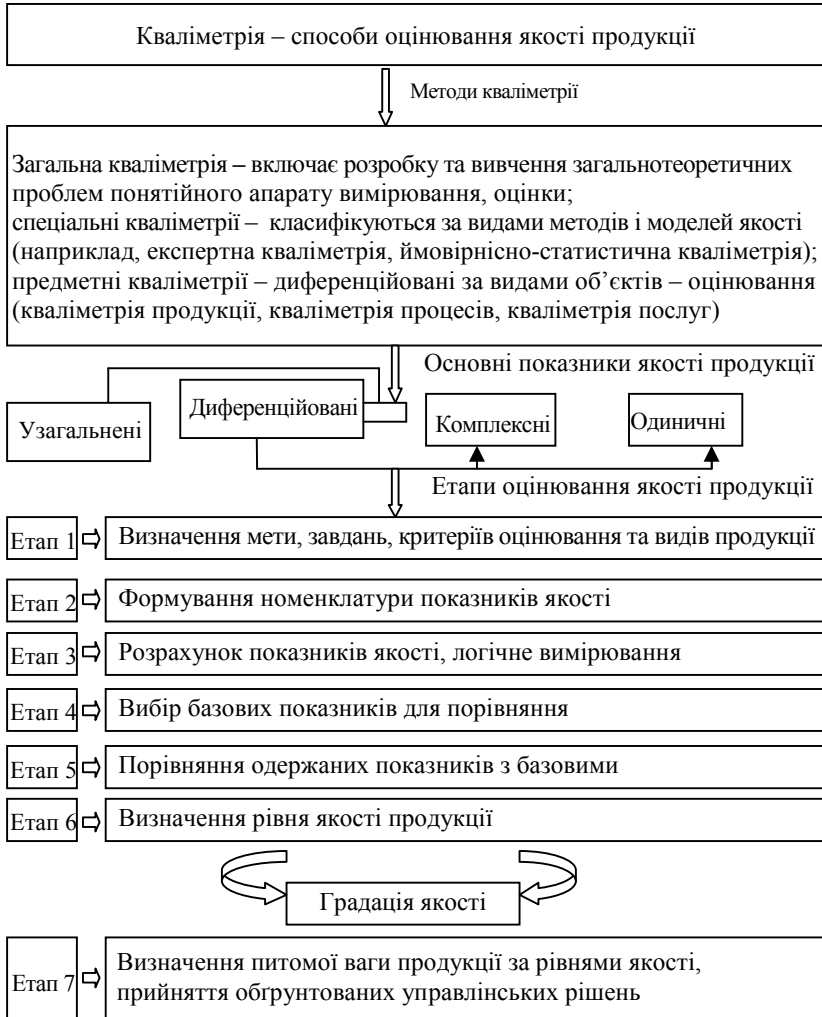 Кваліметрія – способи оцінювання якості продукції
Методи кваліметрії
Загальна кваліметрія – включає розробку та вивчення загальнотеоретичних
проблем понятійного апарату вимірювання, оцінки;
спеціальні кваліметрії – класифікуються за видами методів і моделей якості
(наприклад, експертна кваліметрія, ймовірнісно-статистична кваліметрія);
предметні кваліметрії – диференційовані за видами об’єктів – оцінювання
(кваліметрія продукції, кваліметрія процесів, кваліметрія послуг)
Основні показники якості продукції
Узагальнені
Диференційовані
Комплексні
Одиничні
Етапи оцінювання якості продукції
Етап 1
Визначення мети, завдань, критеріїв оцінювання та видів продукції
Етап 2
Формування номенклатури показників якості
Етап 3
Розрахунок показників якості, логічне вимірювання
Етап 4
Вибір базових показників для порівняння
Етап 5
Порівняння одержаних показників з базовими
Етап 6
Визначення рівня якості продукції
Градація якості
Етап 7
Визначення питомої ваги продукції за рівнями якості,
прийняття обґрунтованих управлінських рішень